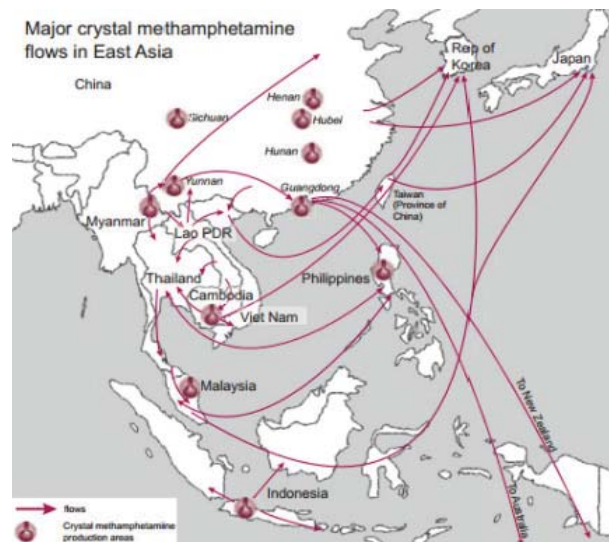 Major crystal methamphetamine
flows in East Asia
China
Rep of
Korea
Japan
Henan
Sichuan
Hubei
Hunan
Yunnan
Guangdong
Myanmar
Taiwan
(Province of
China)
Lao PDR
Thailand
Philippines
Cambodia
Viet Nam
Malaysia
To New Zealand
Indonesia
To Australia
flows
Crystal methamphetamine
production areas